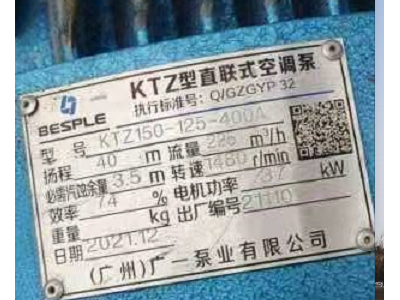 KTZ型直联式空调泵
BESPLE 执行标准号: Q/GZGYP 32
型 号 KTZ150-125-400A
扬程 40 m 流量 226 m³/h
必需汽蚀余量 3.5 m 转速 1480 r/min
效率 74 % 电机功率 37 kW
重量 kg 出厂编号 21110
日期 2021.12
(广州)广一泵业有限公司